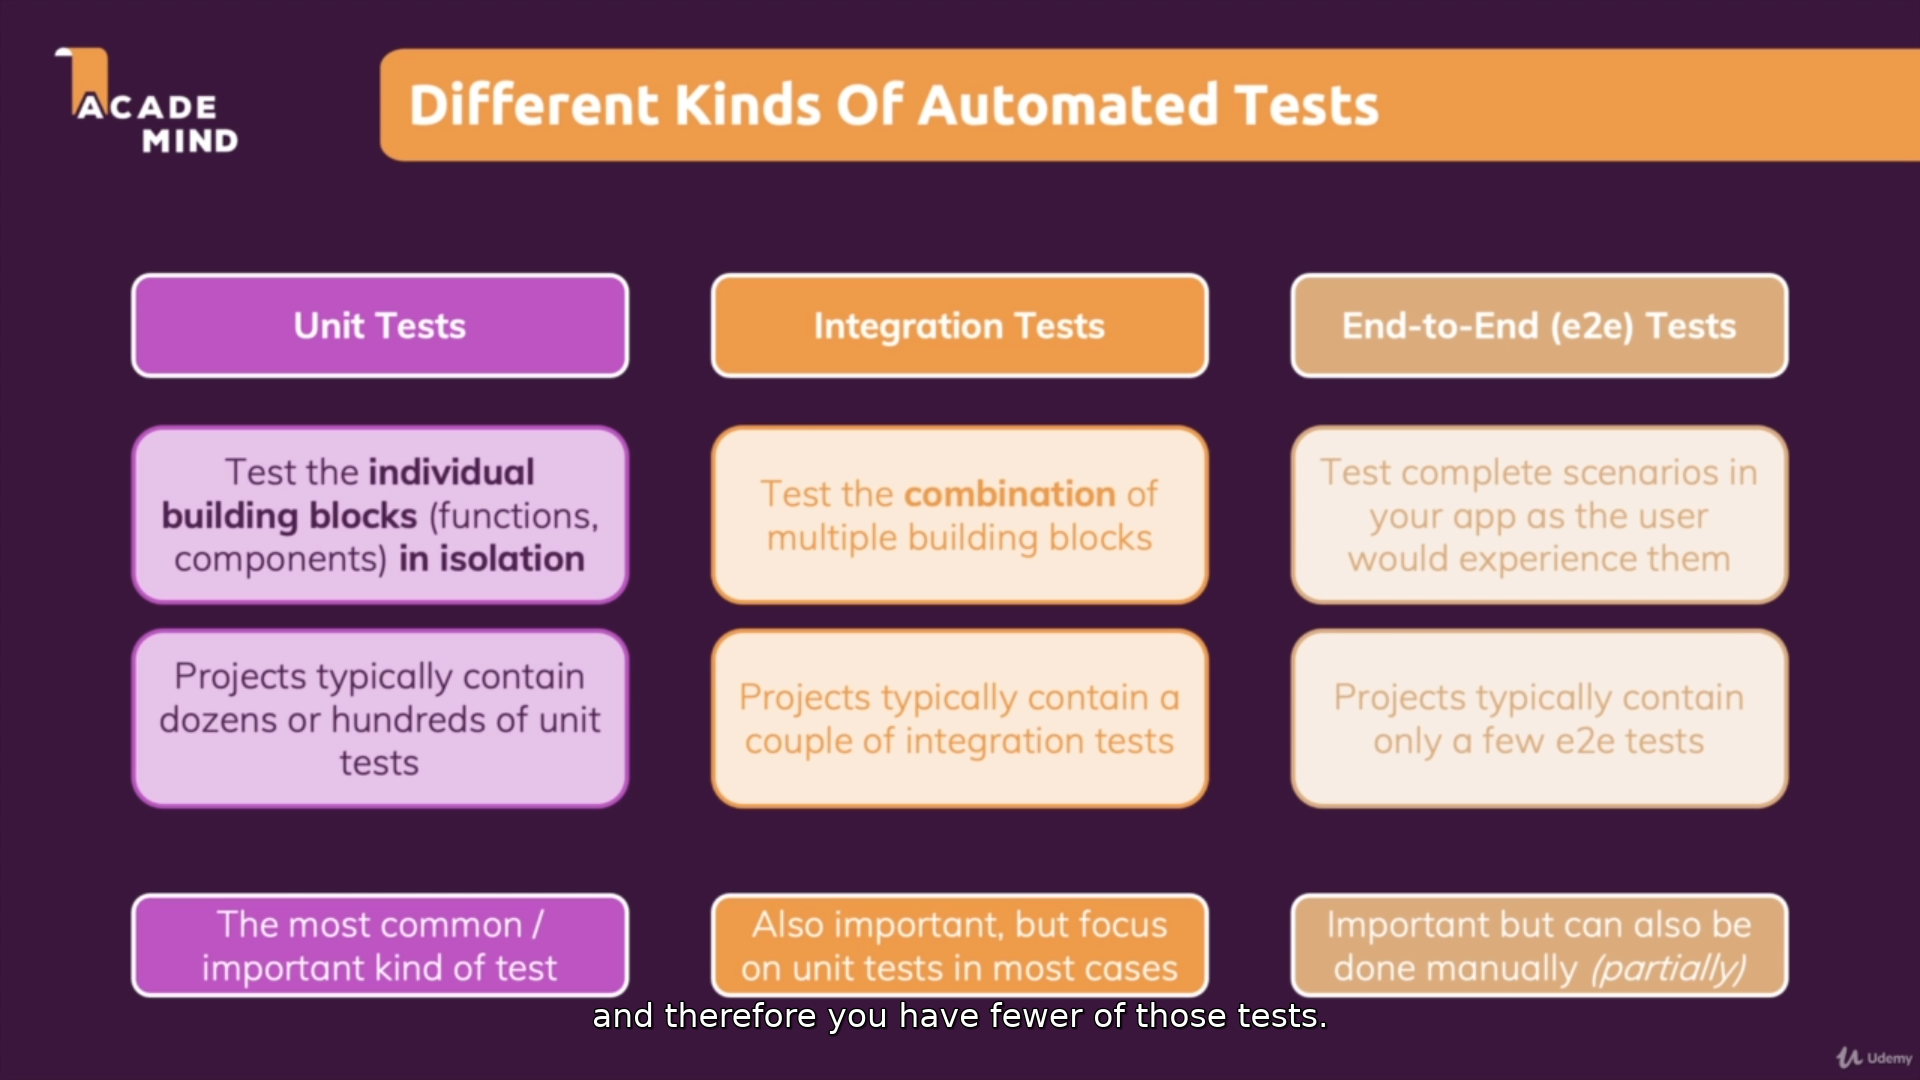 ACADE
MIND
Different Kinds Of Automated Tests
Unit Tests
Test the individual
building blocks (functions,
components) in isolation
Projects typically contain
dozens or hundreds of unit
tests
The most common /
important kind of test
Integration Tests
Test the combination of
multiple building blocks
Projects typically contain a
couple of integration tests
Also important, but focus
on unit tests in most cases
End-to-End (e2e) Tests
Test complete scenarios in
your app as the user
would experience them
Projects typically contain
only a few e2e tests
Important but can also be
done manually (partially)
and therefore you have fewer of those tests.
Udemy